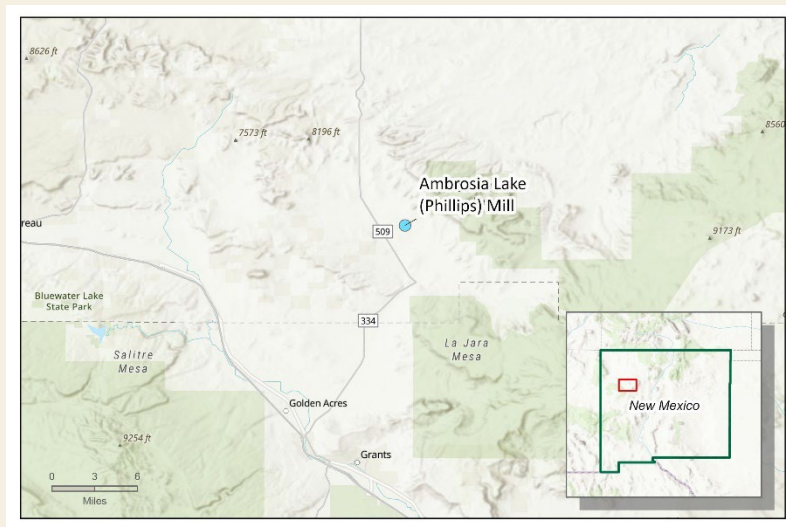 8626 ft
7573 ft
8196 ft
8560
Ambrosia Lake
(Phillips) Mill
reau
509
9173 ft
Bluewater Lake
State Park
334
Salitre
Mesa
La Jara
Mesa
Golden Acres
New Mexico
9254 ft
Grants
0 3 6
Miles